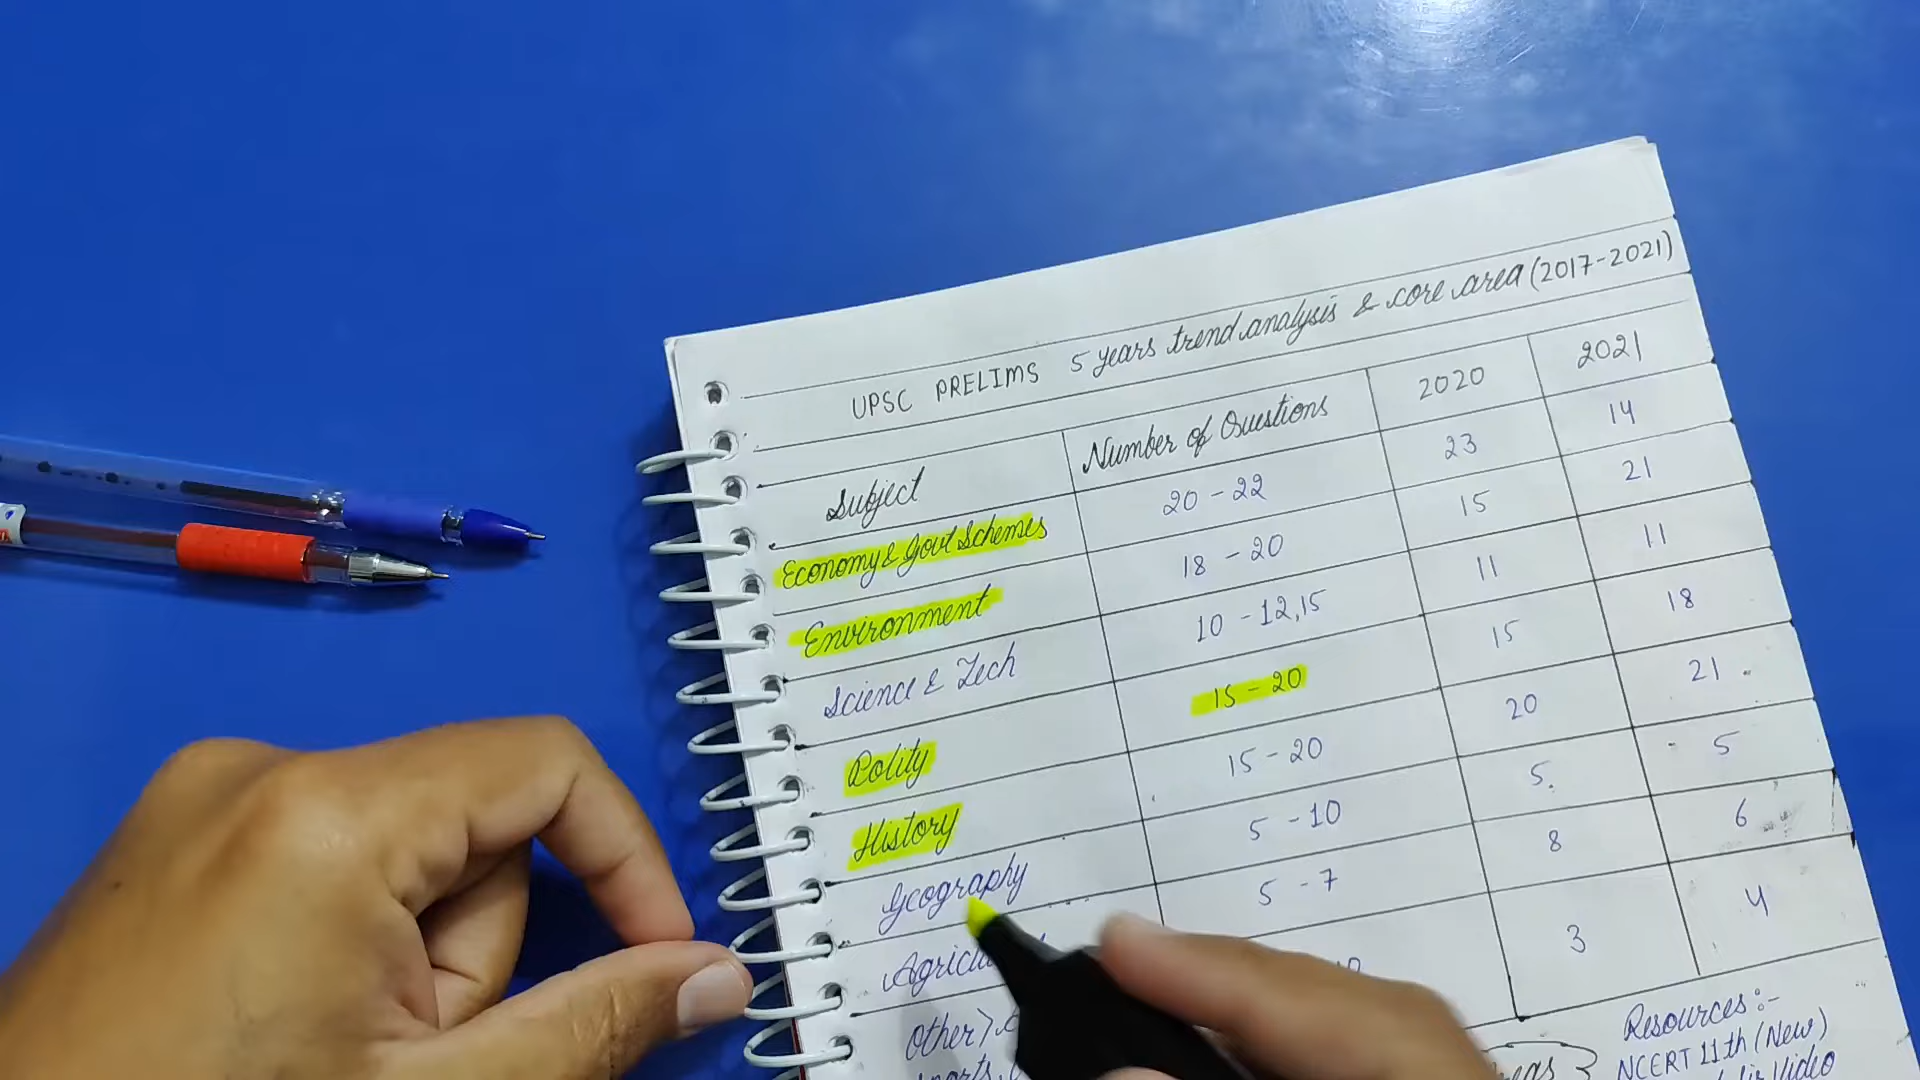 UPSC PRELIMS 5 years trend analysis & core area (2017-2021)
Subject Number of Questions 2020 2021
Economy & Govt Schemes 20 - 22 23 14
Environment 18 - 20 15 21
Science & Tech 10 - 12,15 11 11
Polity 15 - 20 15 18
History 15 - 20 20 21
Geography 5 - 10 5 5
5 - 7 8 6
Other 3 4
Resources :-
NCERT 11th (New)
Video